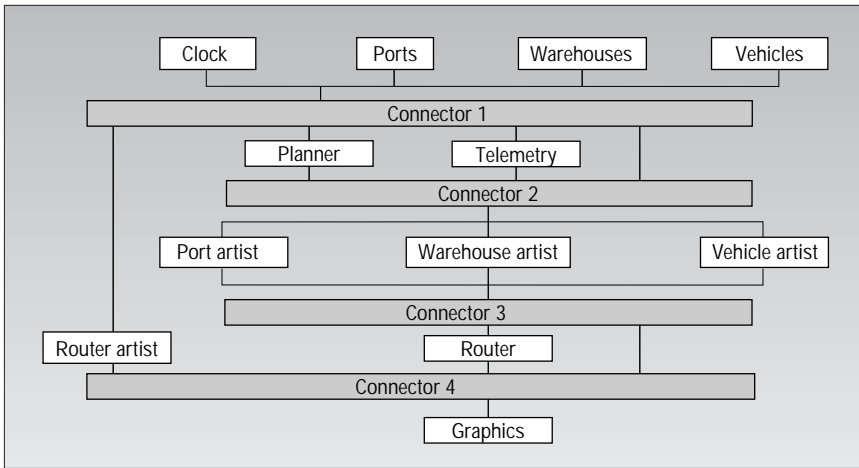 Clock
Ports
Warehouses
Vehicles
Connector 1
Planner
Telemetry
Connector 2
Port artist
Warehouse artist
Vehicle artist
Connector 3
Router artist
Router
Connector 4
Graphics